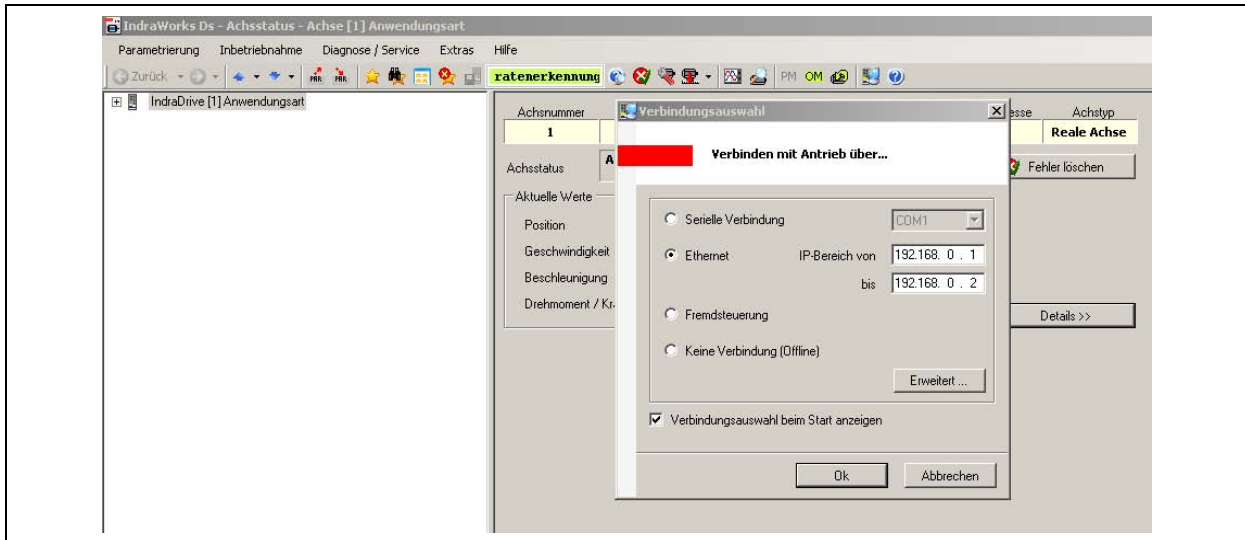 IndraWorks Ds - Achsstatus - Achse [1] Anwendungsart
Parametrierung Inbetriebnahme Diagnose / Service Extras Hilfe
Zurück PAR PAR ratenerkennung PM OM
IndraDrive [1] Anwendungsart
Achsnummer esse Achstyp
1 Reale Achse
Achsstatus A Fehler löschen
Aktuelle Werte
Position
Geschwindigkeit
Beschleunigung
Drehmoment / Kr
Details >>
Verbindungsauswahl
Verbinden mit Antrieb über...
Serielle Verbindung COM1
Ethernet IP-Bereich von 192.168. 0 . 1
bis 192.168. 0 . 2
Fremdsteuerung
Keine Verbindung (Offline)
Erweitert ...
Verbindungsauswahl beim Start anzeigen
Ok Abbrechen